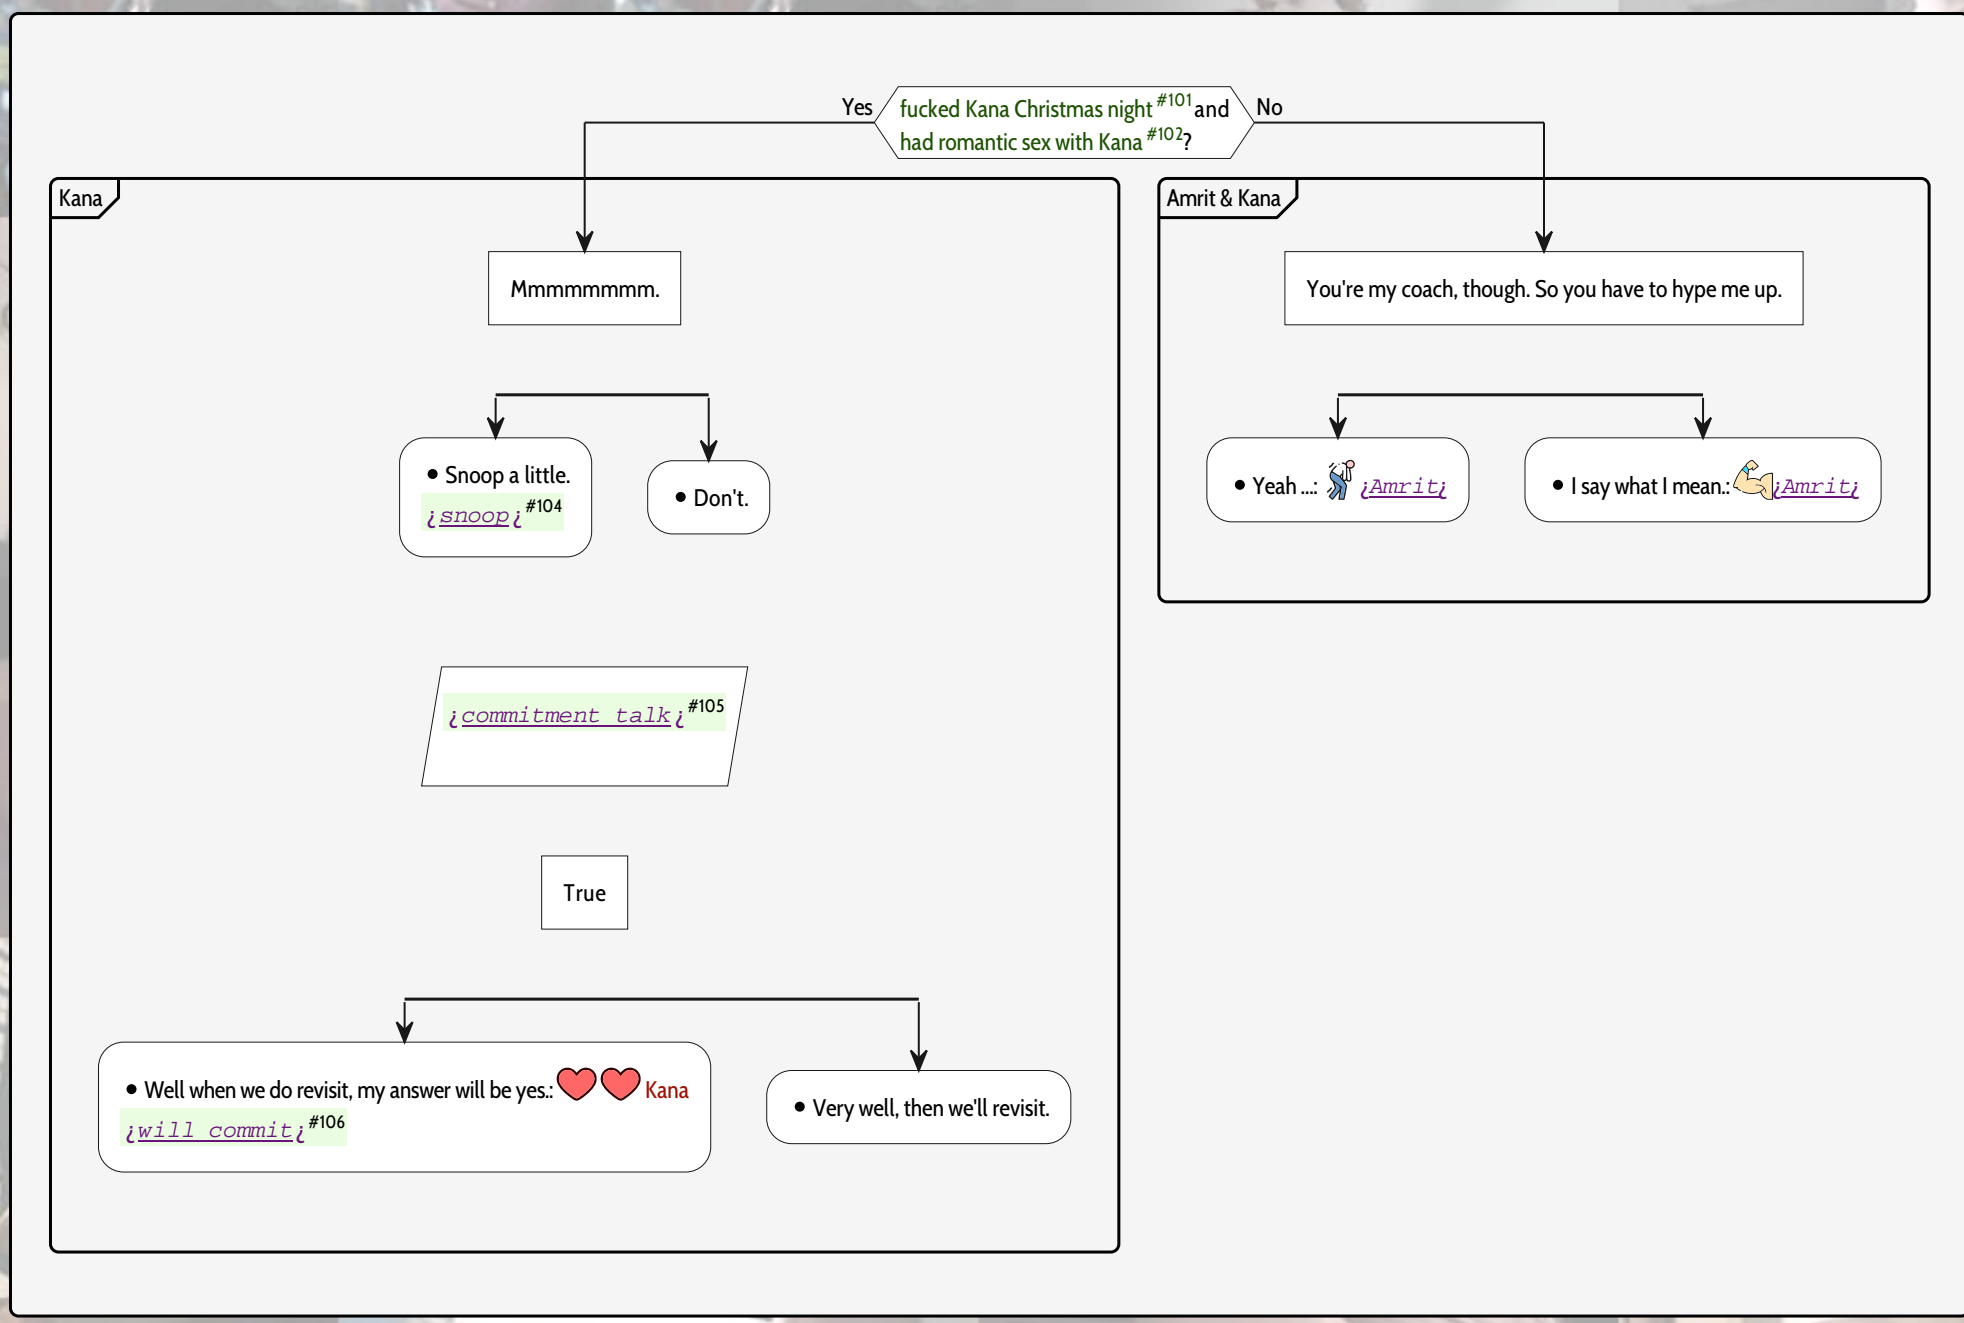 Yes
fucked Kana Christmas night #101 and
had romantic sex with Kana #102?
No
Kana
Mmmmmmmm.
• Snoop a little.
¿snoop¿ #104
• Don't.
¿commitment talk¿ #105
True
• Well when we do revisit, my answer will be yes.: Kana
¿will commit¿ #106
• Very well, then we'll revisit.
Amrit & Kana
You're my coach, though. So you have to hype me up.
• Yeah ...: ¿Amrit¿
• I say what I mean.: ¿Amrit¿